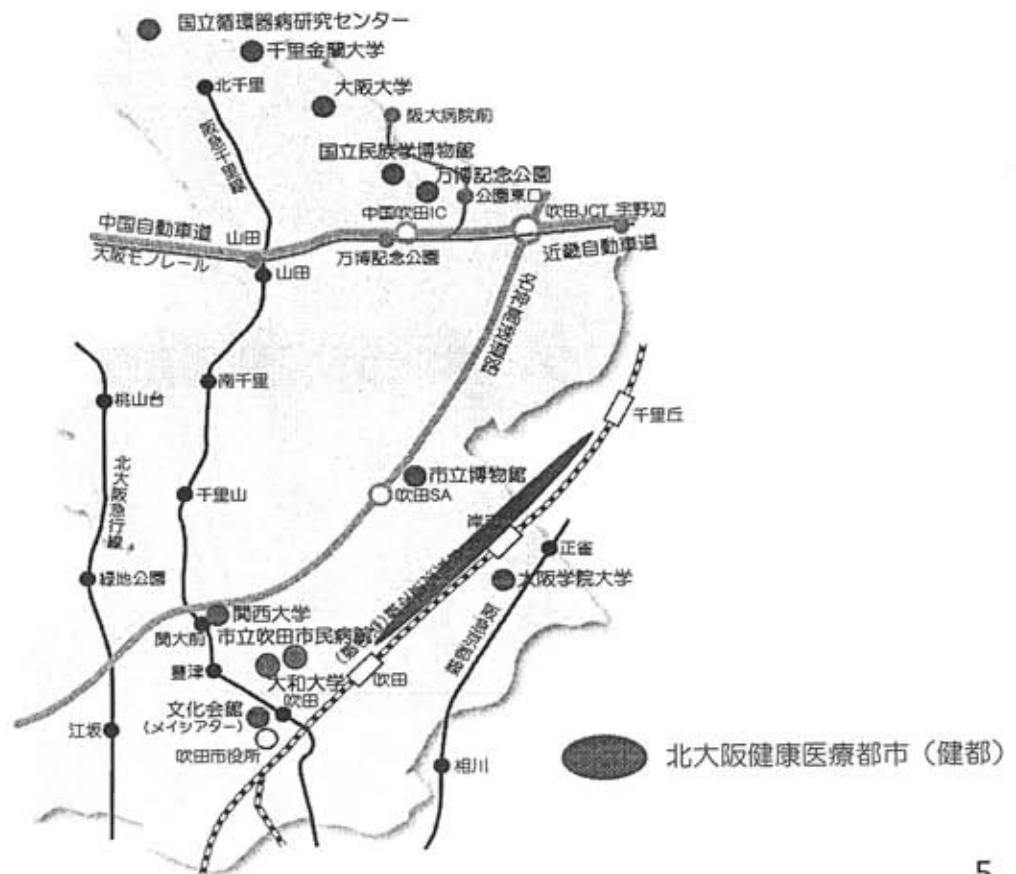 国立循環器病研究センター
千里金蘭大学
北千里
大阪大学
阪大病院前
阪急千里線
国立民族学博物館
万博記念公園
公園東口
中国吹田IC
吹田JCT
宇野辺
中国自動車道
山田
大阪モノレール
万博記念公園
近畿自動車道
山田
名神高速道路
桃山台
南千里
千里丘
北大阪急行線
市立博物館
千里山
吹田SA
正雀
緑地公園
大阪学院大学
関西大学
関大前
市立吹田市民病院
豊津
大和大学
吹田
阪急京都線
文化会館
(メイシアター)
吹田
江坂
吹田市役所
相川
北大阪健康医療都市(健都)
5